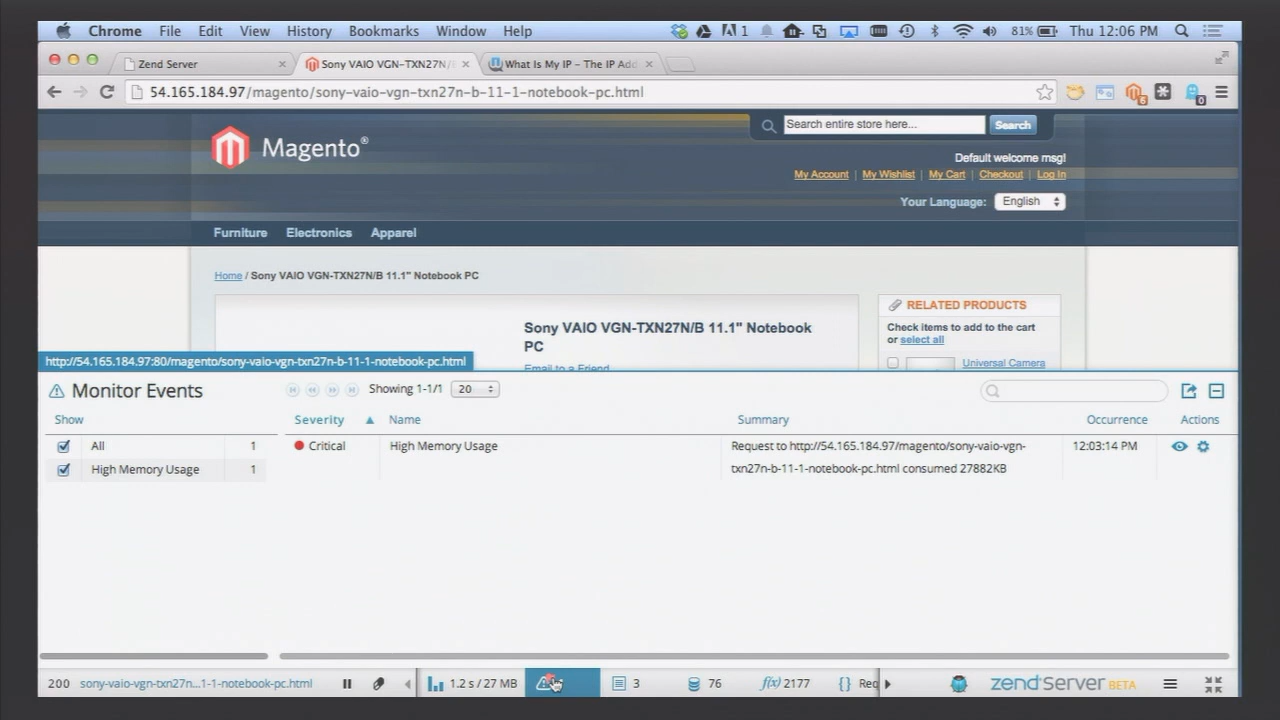 Chrome File Edit View History Bookmarks Window Help 1 81% Thu 12:06 PM
Zend Server Sony VAIO VGN-TXN27N/ What Is My IP - The IP Add
54.165.184.97/magento/sony-vaio-vgn-txn27n-b-11-1-notebook-pc.html 6 0
Magento®
Search entire store here... Search
Default welcome msg!
My Account | My Wishlist | My Cart | Checkout | Log In
Your Language: English
Furniture Electronics Apparel
Home / Sony VAIO VGN-TXN27N/B 11.1" Notebook PC
Sony VAIO VGN-TXN27N/B 11.1" Notebook
PC
Email to a Friend
RELATED PRODUCTS
Check items to add to the cart
or select all
Universal Camera
http://54.165.184.97:80/magento/sony-vaio-vgn-txn27n-b-11-1-notebook-pc.html
Monitor Events Showing 1-1/1 20
Show Severity Name Summary Occurrence Actions
All 1 Critical High Memory Usage Request to http://54.165.184.97/magento/sony-vaio-vgn- 12:03:14 PM
High Memory Usage 1 txn27n-b-11-1-notebook-pc.html consumed 27882KB
200 sony-vaio-vgn-txn27n...1-1-notebook-pc.html 1.2 s / 27 MB 3 76 f(x) 2177 {} Req zend server BETA